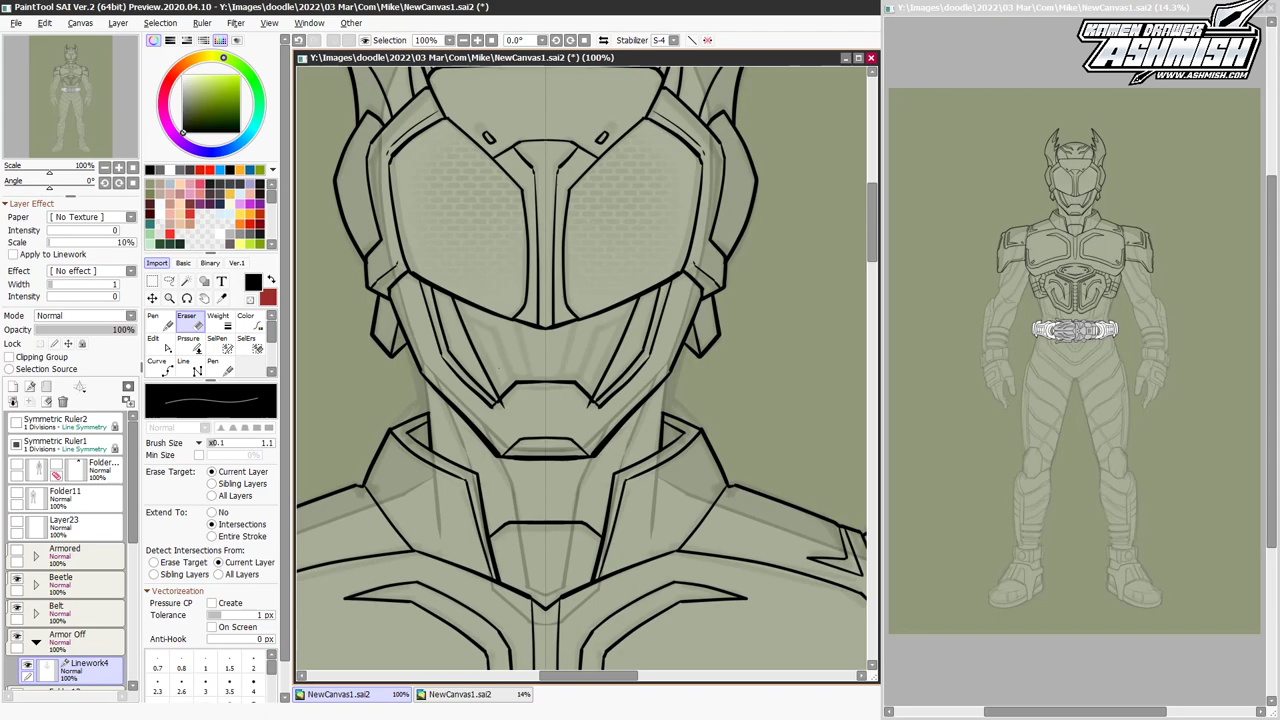 PaintTool SAI Ver.2 (64bit) Preview.2020.04.10 - Y:\Images\doodle\2022\03 Mar\Com\Mike\NewCanvas1.sai2 (*)
Y:\Images\doodle\2022\03 Mar\Com\Mike\NewCanvas1.sai2 (14.3%)
KAMEN DRAWER
ASHMISH
WWW.ASHMISH.COM
File Edit Canvas Layer Selection Ruler Filter View Window Other
Selection 100% 0.0° Stabilizer S-4
Y:\Images\doodle\2022\03 Mar\Com\Mike\NewCanvas1.sai2 (*) (100%)
Scale 100%
Angle 0°
Layer Effect
Paper [ No Texture ]
Intensity 0
Scale 10%
Apply to Linework
Effect [ No effect ]
Width 1
Intensity 0
Mode Normal
Opacity 100%
Lock
Clipping Group
Selection Source
Symmetric Ruler2
1 Divisions - Line Symmetry
Symmetric Ruler1
1 Divisions - Line Symmetry
Folder...
Normal
100%
Folder11
Normal
100%
Layer23
Normal
100%
Armored
Normal
100%
Beetle
Normal
100%
Belt
Normal
100%
Armor Off
Normal
100%
Linework4
Normal
100%
Import Basic Binary Ver.1
Pen Eraser Weight Color
Edit Prssure SelPen SelErs
Curve Line Pen
Normal
Brush Size x0.1 1.1
Min Size 0%
Erase Target: Current Layer
Sibling Layers
All Layers
Extend To: No
Intersections
Entire Stroke
Detect Intersections From:
Erase Target Current Layer
Sibling Layers All Layers
Vectorization
Pressure CP Create
Tolerance 1 px
On Screen
Anti-Hook 0 px
0.7 0.8 1 1.5 2
2.3 2.6 3 3.5 4
NewCanvas1.sai2 100% NewCanvas1.sai2 14%